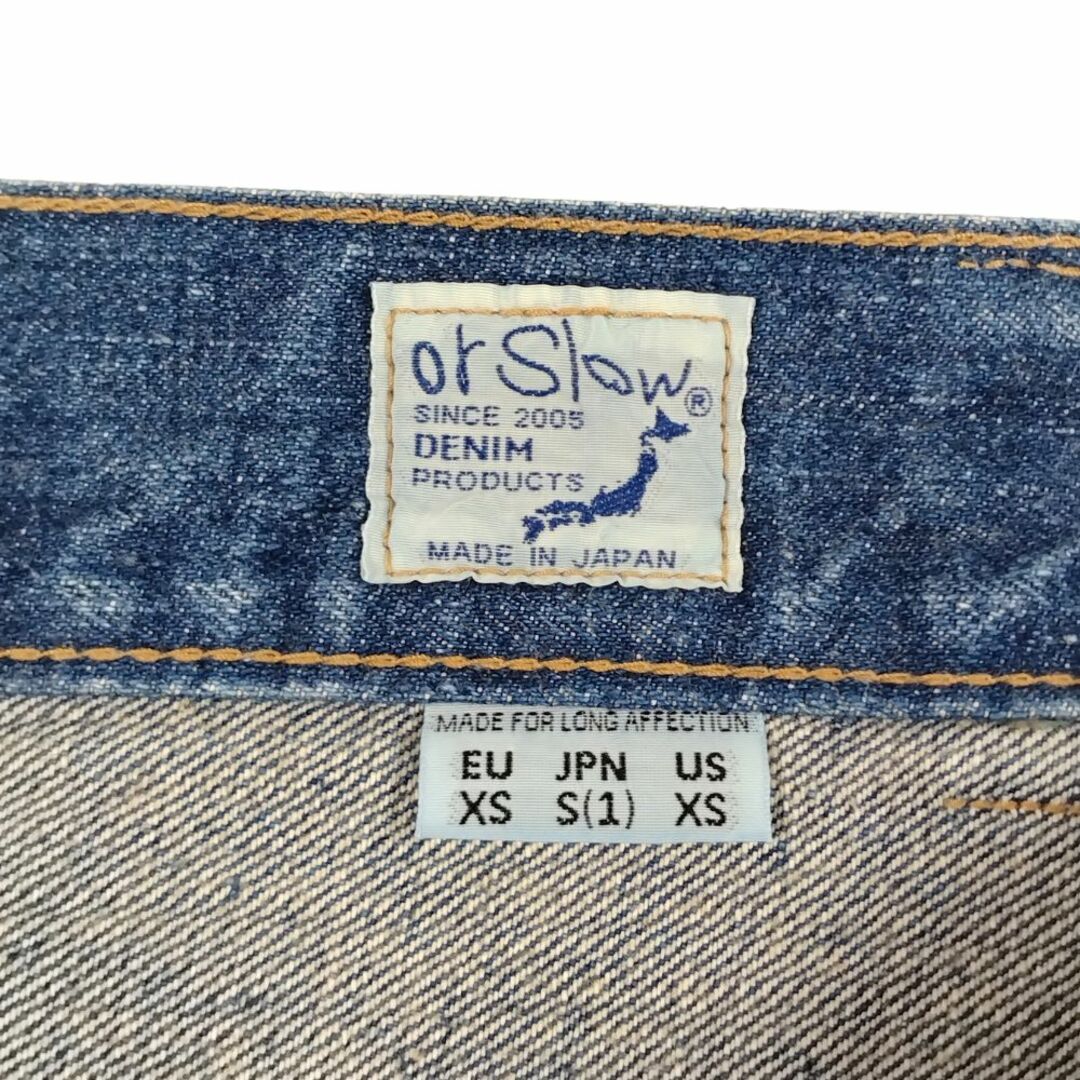 orSlow®
SINCE 2005
DENIM
PRODUCTS
MADE IN JAPAN
MADE FOR LONG AFFECTION
EU JPN US
XS S(1) XS